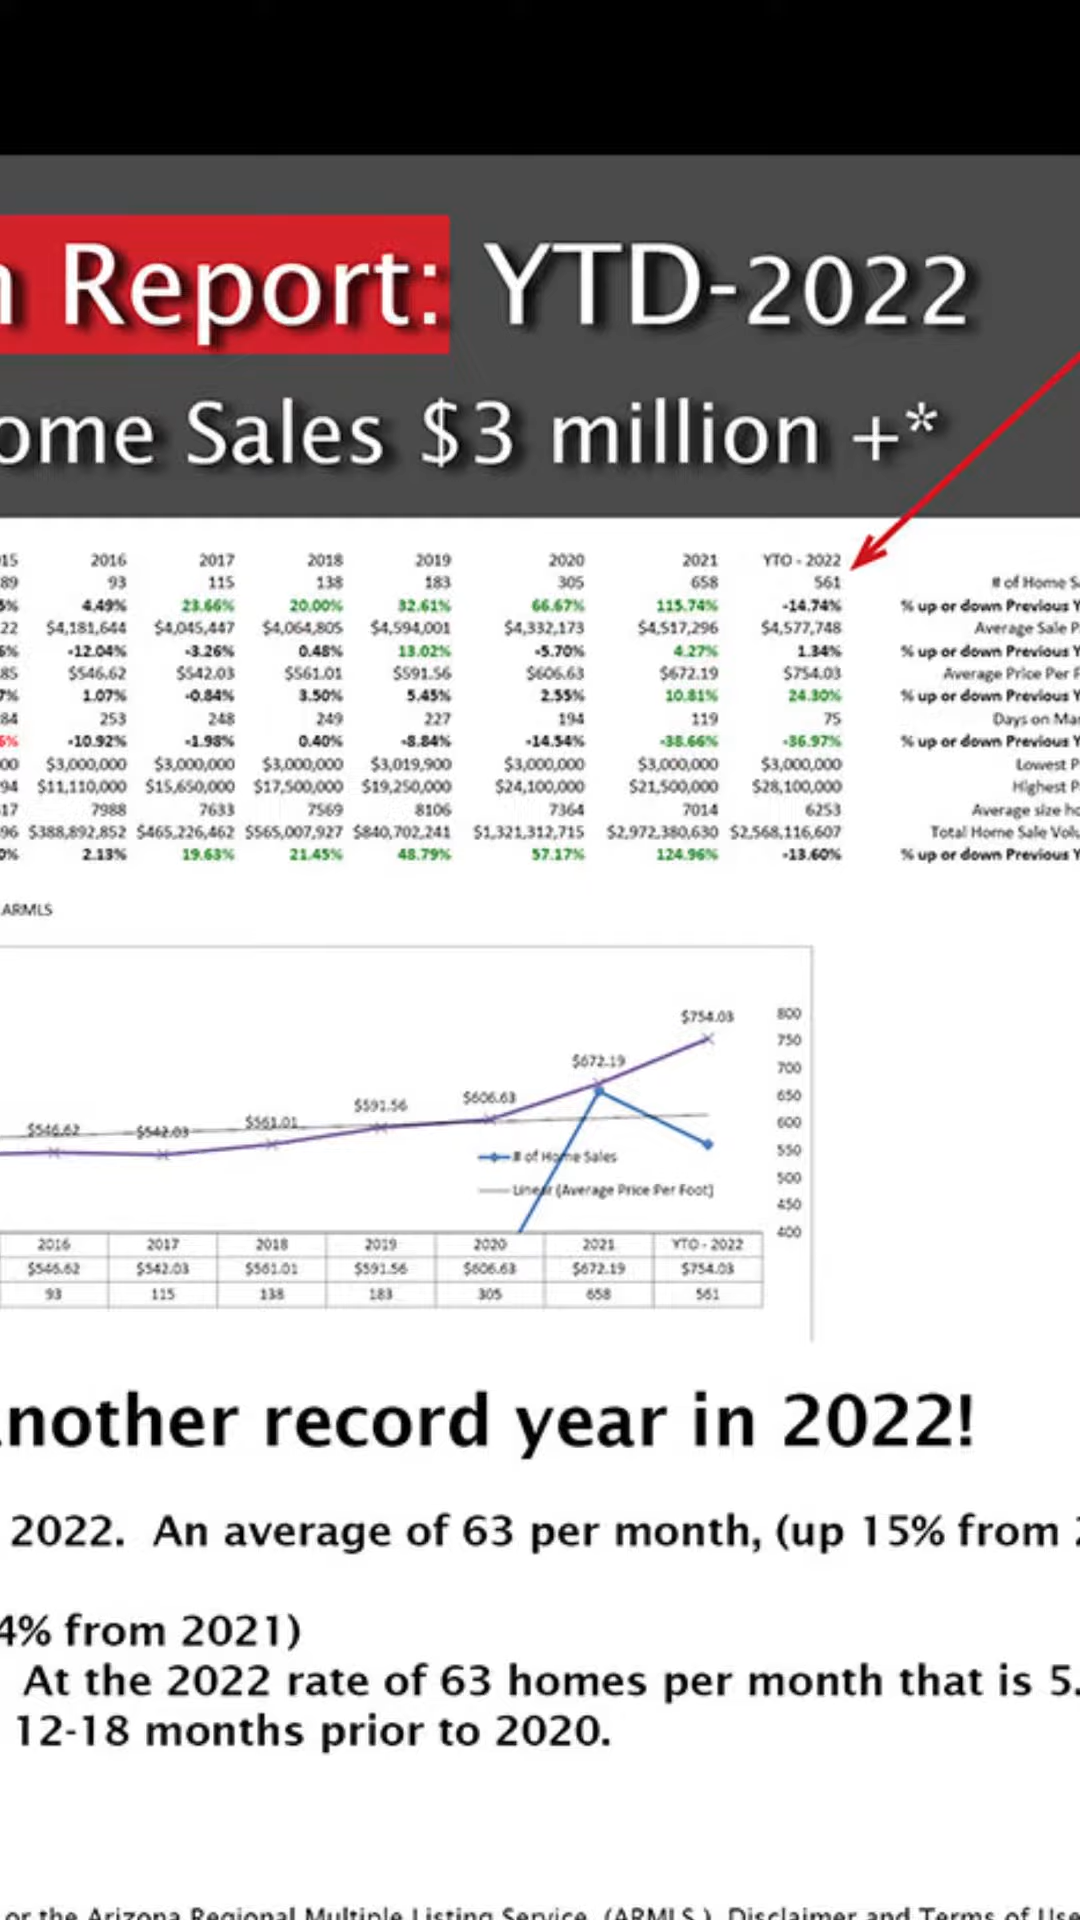 Report: YTD-2022
ome Sales $3 million +*
15 2016 2017 2018 2019 2020 2021 YTD - 2022
89 93 115 138 183 305 658 561 # of Home Sa
5% 4.49% 23.66% 20.00% 32.61% 66.67% 115.74% -14.74% % up or down Previous Y
22 $4,181,644 $4,045,447 $4,064,805 $4,594,001 $4,332,173 $4,517,296 $4,577,748 Average Sale P
6% -12.04% -3.26% 0.48% 13.02% -5.70% 4.27% 1.34% % up or down Previous Y
85 $546.62 $542.03 $561.01 $591.56 $606.63 $672.19 $754.03 Average Price Per F
7% 1.07% -0.84% 3.50% 5.45% 2.55% 10.81% 24.30% % up or down Previous Y
84 253 248 249 227 194 119 75 Days on Mar
6% -10.92% -1.98% 0.40% -8.84% -14.54% -38.66% -36.97% % up or down Previous Y
00 $3,000,000 $3,000,000 $3,000,000 $3,019,900 $3,000,000 $3,000,000 $3,000,000 Lowest P
94 $11,110,000 $15,650,000 $17,500,000 $19,250,000 $24,100,000 $21,500,000 $28,100,000 Highest P
17 7988 7633 7569 8106 7364 7014 6253 Average size ho
96 $388,892,852 $465,226,462 $565,007,927 $840,702,241 $1,321,312,715 $2,972,380,630 $2,568,116,607 Total Home Sale Volu
0% 2.13% 19.63% 21.45% 48.79% 57.17% 124.96% -13.60% % up or down Previous Y
ARMLS
$546.62 $542.03 $561.01 $591.56 $606.63 $672.19 $754.03
800
750
700
650
600
550
500
450
400
# of Home Sales
Linear (Average Price Per Foot)
2016 2017 2018 2019 2020 2021 YTD - 2022
$546.62 $542.03 $561.01 $591.56 $606.63 $672.19 $754.03
93 115 138 183 305 658 561
nother record year in 2022!
2022. An average of 63 per month, (up 15% from 2
4% from 2021)
At the 2022 rate of 63 homes per month that is 5.
12-18 months prior to 2020.
or the Arizona Regional Multiple Listing Service, (ARMLS.). Disclaimer and Terms of Use